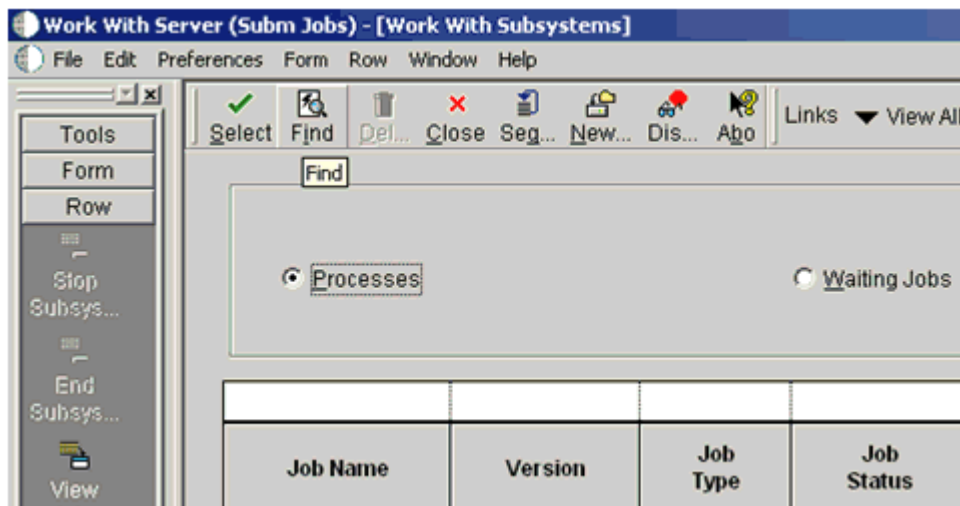 Work With Server (Subm Jobs) - [Work With Subsystems]
File Edit Preferences Form Row Window Help
Select Find Del... Close Seg... New... Dis... Abo Links View All
Tools
Find
Form
Row
Stop
Subsys...
Processes Waiting Jobs
End
Subsys...
View
Job Name Version Job Type Job Status